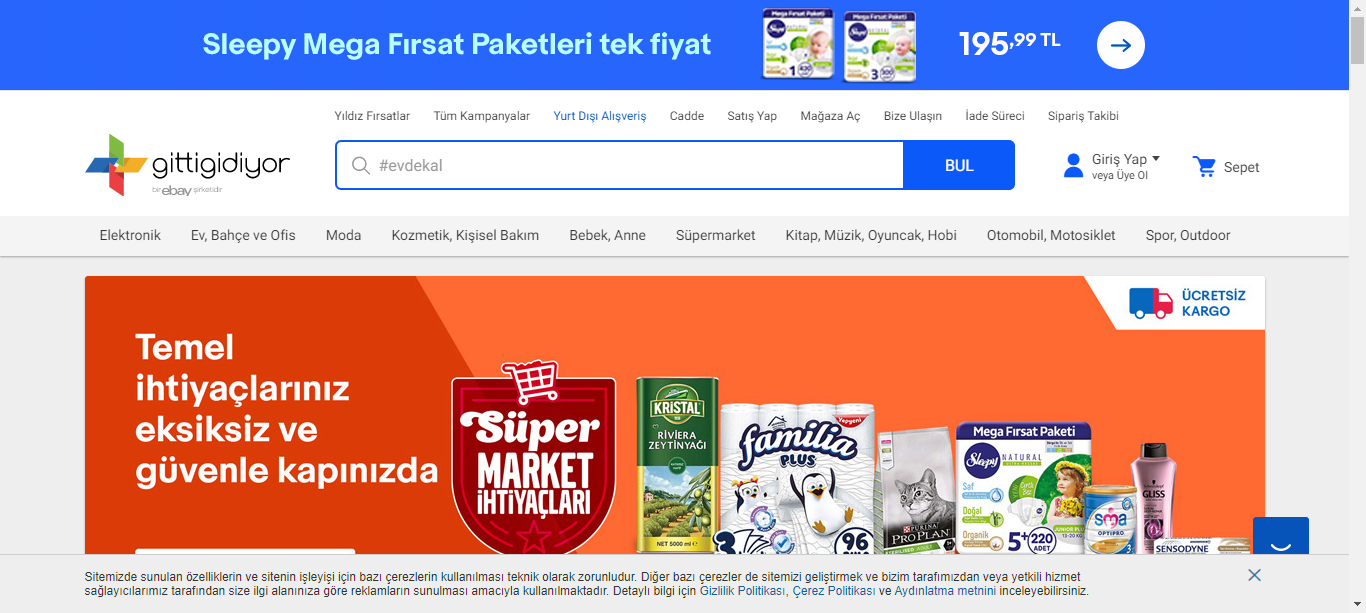 Sleepy Mega Fırsat Paketleri tek fiyat
195,99 TL
Yıldız Fırsatlar Tüm Kampanyalar Yurt Dışı Alışveriş Cadde Satış Yap Mağaza Aç Bize Ulaşın İade Süreci Sipariş Takibi
gittigidiyor
bir ebay şirketidir
#evdekal
BUL
Giriş Yap
veya Üye Ol
Sepet
Elektronik Ev, Bahçe ve Ofis Moda Kozmetik, Kişisel Bakım Bebek, Anne Süpermarket Kitap, Müzik, Oyuncak, Hobi Otomobil, Motosiklet Spor, Outdoor
ÜCRETSİZ
KARGO
Temel
ihtiyaçlarınız
eksiksiz ve
güvenle kapınızda
Süper
MARKET
İHTİYAÇLARI
KRİSTAL
RİVİERA
ZEYTİNYAĞI
NET 5000 ml
Yepyeni
familia
PLUS
3
96
PURINA
PRO PLAN
Mega Fırsat Paketi
Sleepy NATURAL
Saf
Doğal
Organik
5+ 220
ADET
JUNIOR PLUS
sma
OPTIPRO
3
GLISS
SENSODYNE
Sitemizde sunulan özelliklerin ve sitenin işleyişi için bazı çerezlerin kullanılması teknik olarak zorunludur. Diğer bazı çerezler de sitemizi geliştirmek ve bizim tarafımızdan veya yetkili hizmet
sağlayıcılarımız tarafından size ilgi alanınıza göre reklamların sunulması amacıyla kullanılmaktadır. Detaylı bilgi için Gizlilik Politikası, Çerez Politikası ve Aydınlatma metnini inceleyebilirsiniz.